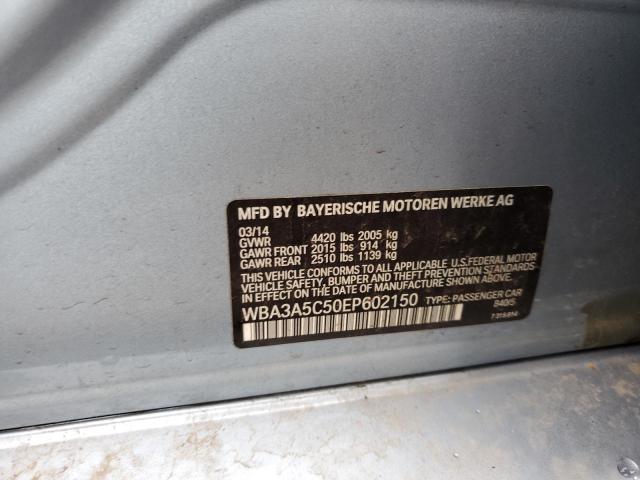 MFD BY BAYERISCHE MOTOREN WERKE AG
03/14
GVWR 4420 lbs 2005 kg
GAWR FRONT 2015 lbs 914 kg
GAWR REAR 2510 lbs 1139 kg
THIS VEHICLE CONFORMS TO ALL APPLICABLE U.S.FEDERAL MOTOR
VEHICLE SAFETY, BUMPER AND THEFT PREVENTION STANDARDS
IN EFFECT ON THE DATE OF MANUFACTURE SHOWN ABOVE.
WBA3A5C50EP602150 TYPE: PASSENGER CAR